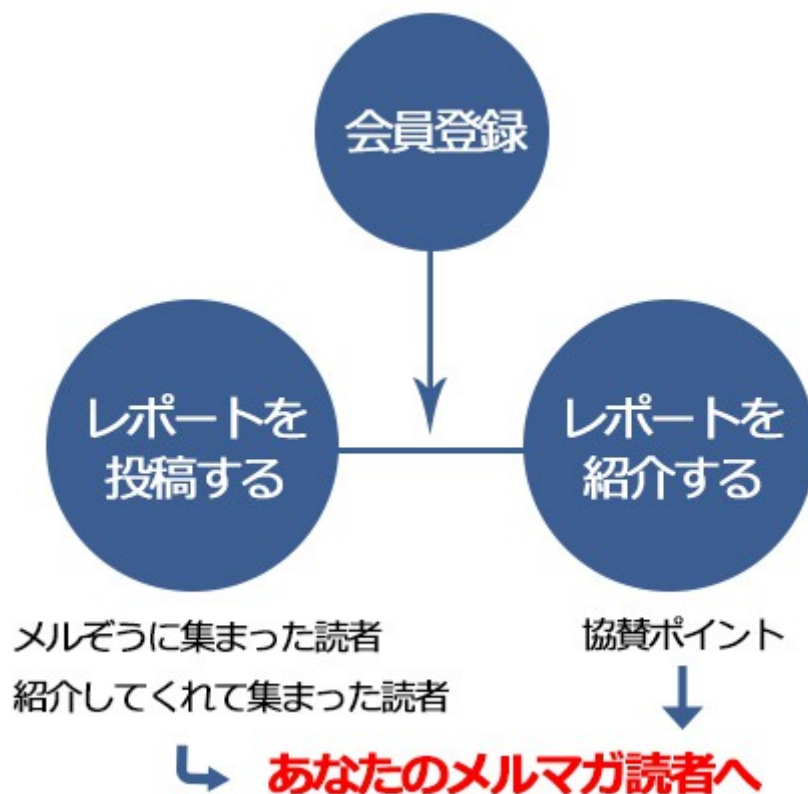 会員登録
レポートを
投稿する
レポートを
紹介する
メルぞうに集まった読者
紹介してくれて集まった読者
協賛ポイント
あなたのメルマガ読者へ